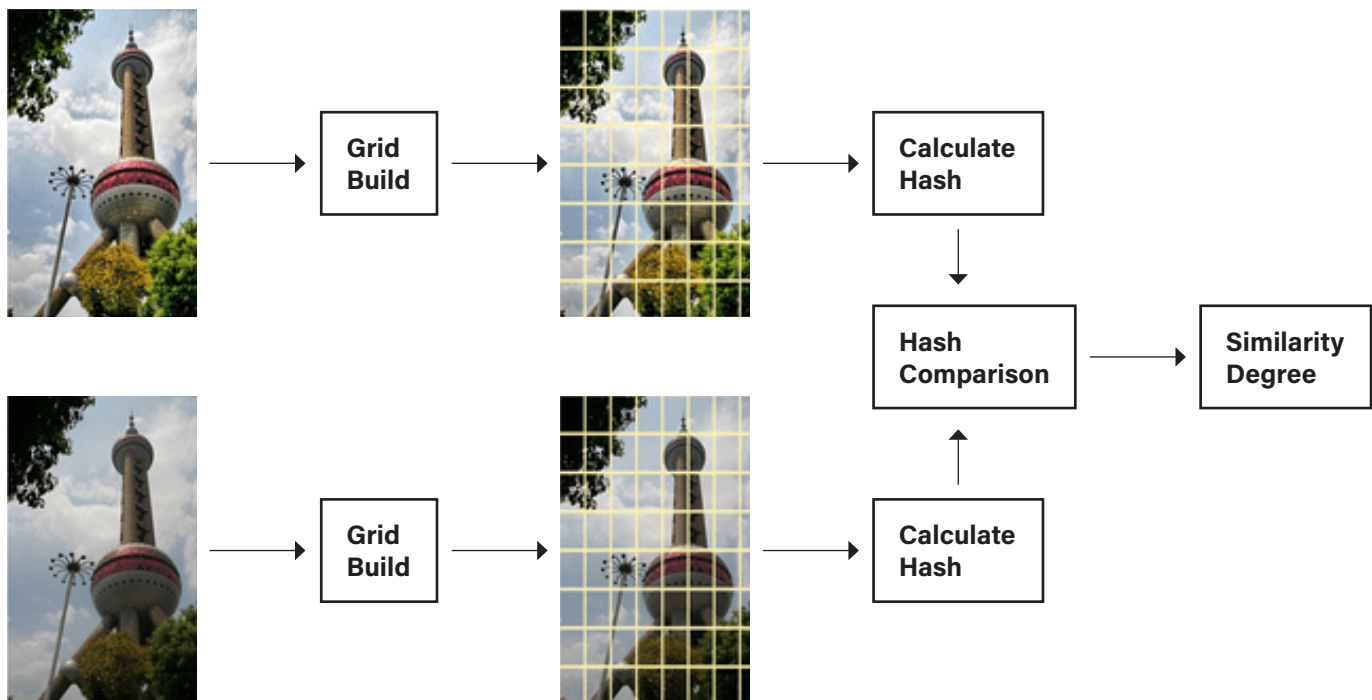 Grid
Build
Calculate
Hash
Hash
Comparison
Similarity
Degree
Grid
Build
Calculate
Hash